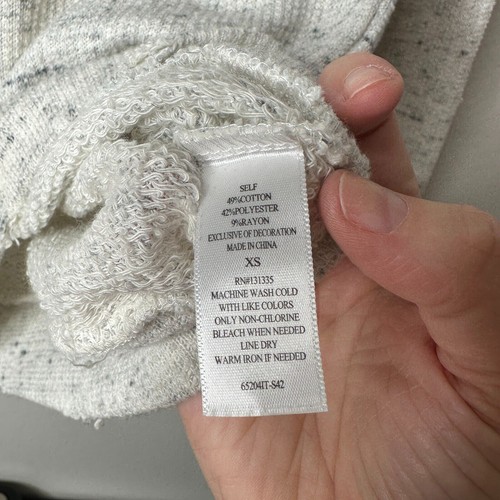 SELF
49%COTTON
42%POLYESTER
9%RAYON
EXCLUSIVE OF DECORATION
MADE IN CHINA
XS
RN#131335
MACHINE WASH COLD
WITH LIKE COLORS
ONLY NON-CHLORINE
BLEACH WHEN NEEDED
LINE DRY
WARM IRON IF NEEDED
65204IT-S42